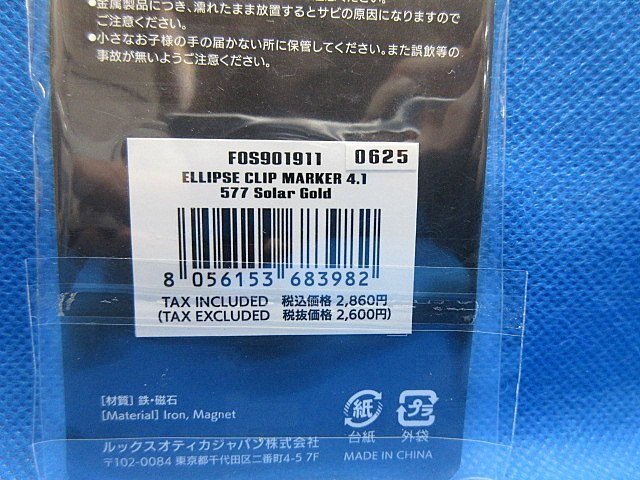 ●金属製品につき、濡れたまま放置するとサビの原因になりますので
ご注意ください。
●小さなお子様の手の届かない所に保管してください。また誤飲等の
事故が無いようご注意ください。
FOS901911 0625
ELLIPSE CLIP MARKER 4.1
577 Solar Gold
8 056153 683982
TAX INCLUDED 税込価格 2,860円
(TAX EXCLUDED 税抜価格 2,600円)
[材質] 鉄・磁石
[Material] Iron, Magnet
紙 プラ
台紙 外袋
ルックスオティカジャパン株式会社
〒102-0084 東京都千代田区二番町4-5 7F
MADE IN CHINA